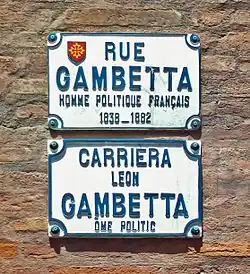 RUE
GAMBETTA
HOMME POLITIQUE FRANÇAIS
1838-1882
CARRIERA
LEON
GAMBETTA
ÒME POLITIC